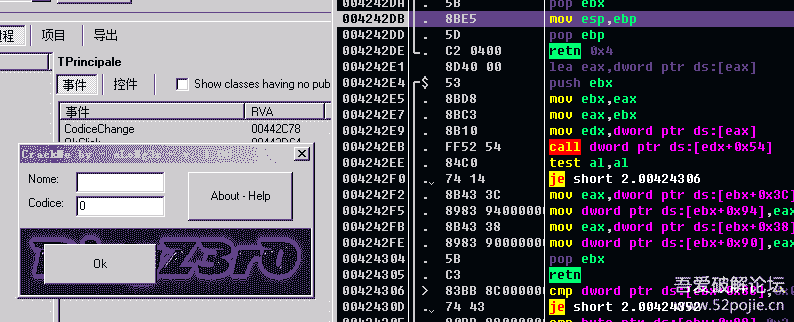 程 项目 导出
TPrincipale
事件 控件 Show classes having no pub
事件 RVA
CodiceChange 00442C78
Nome:
Codice: 0
About - Help
Ok
004242DA . 5B pop ebx
004242DB . 8BE5 mov esp,ebp
004242DD . 5D pop ebp
004242DE . C2 0400 retn 0x4
004242E1 8D40 00 lea eax,dword ptr ds:[eax]
004242E4 $ 53 push ebx
004242E5 . 8BD8 mov ebx,eax
004242E7 . 8BC3 mov eax,ebx
004242E9 . 8B10 mov edx,dword ptr ds:[eax]
004242EB . FF52 54 call dword ptr ds:[edx+0x54]
004242EE . 84C0 test al,al
004242F0 . 74 14 je short 2.00424306
004242F2 . 8B43 3C mov eax,dword ptr ds:[ebx+0x3C]
004242F5 . 8983 9400000 mov dword ptr ds:[ebx+0x94],eax
004242FB . 8B43 38 mov eax,dword ptr ds:[ebx+0x38]
004242FE . 8983 9000000 mov dword ptr ds:[ebx+0x90],eax
00424304 . 5B pop ebx
00424305 . C3 retn
00424306 > 83BB 8C00000 cmp dword ptr
0042430D . 74 43 je short 2.00424352
吾爱破解论坛
www.52pojie.cn